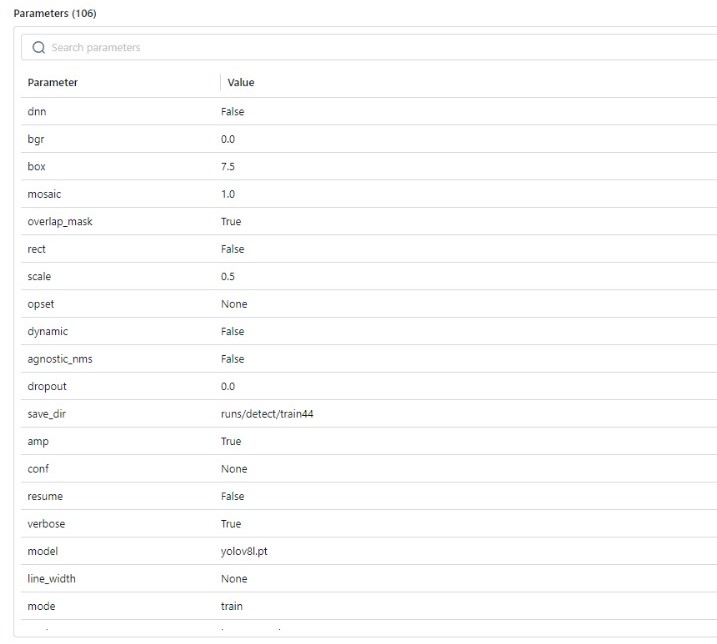 Parameters (106)
Search parameters
Parameter Value
dnn False
bgr 0.0
box 7.5
mosaic 1.0
overlap_mask True
rect False
scale 0.5
opset None
dynamic False
agnostic_nms False
dropout 0.0
save_dir runs/detect/train44
amp True
conf None
resume False
verbose True
model yolov8l.pt
line_width None
mode train